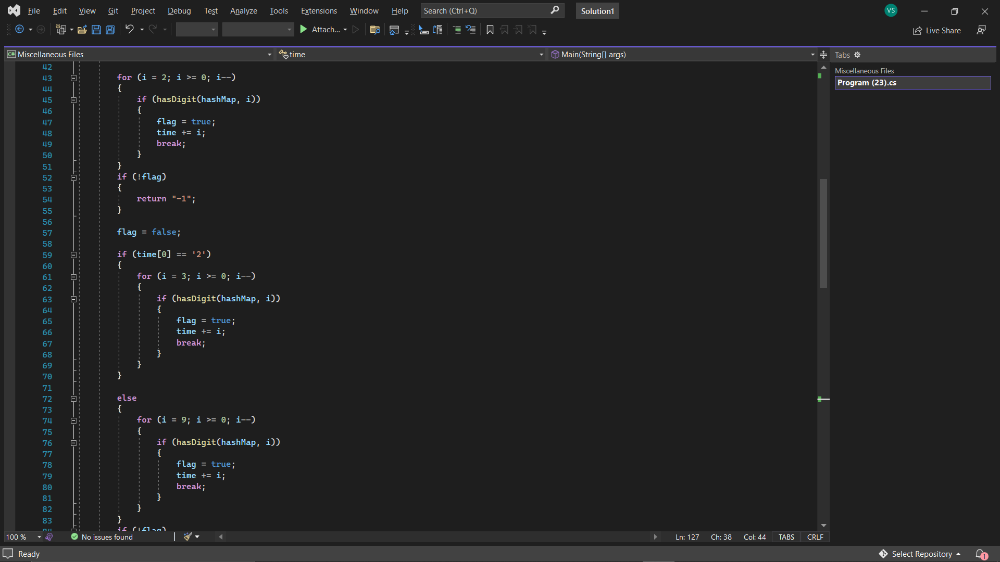 File Edit View Git Project Debug Test Analyze Tools Extensions Window Help Search (Ctrl+Q) Solution1 VS
Attach... Live Share
C# Miscellaneous Files time Main(String[] args) Tabs
Miscellaneous Files
Program (23).cs
42
43 for (i = 2; i >= 0; i--)
44 {
45 if (hasDigit(hashMap, i))
46 {
47 flag = true;
48 time += i;
49 break;
50 }
51 }
52 if (!flag)
53 {
54 return "-1";
55 }
56
57 flag = false;
58
59 if (time[0] == '2')
60 {
61 for (i = 3; i >= 0; i--)
62 {
63 if (hasDigit(hashMap, i))
64 {
65 flag = true;
66 time += i;
67 break;
68 }
69 }
70 }
71
72 else
73 {
74 for (i = 9; i >= 0; i--)
75 {
76 if (hasDigit(hashMap, i))
77 {
78 flag = true;
79 time += i;
80 break;
81 }
82 }
83 }
84 if (!flag)
100 % No issues found Ln: 127 Ch: 38 Col: 44 TABS CRLF
Ready Select Repository 1